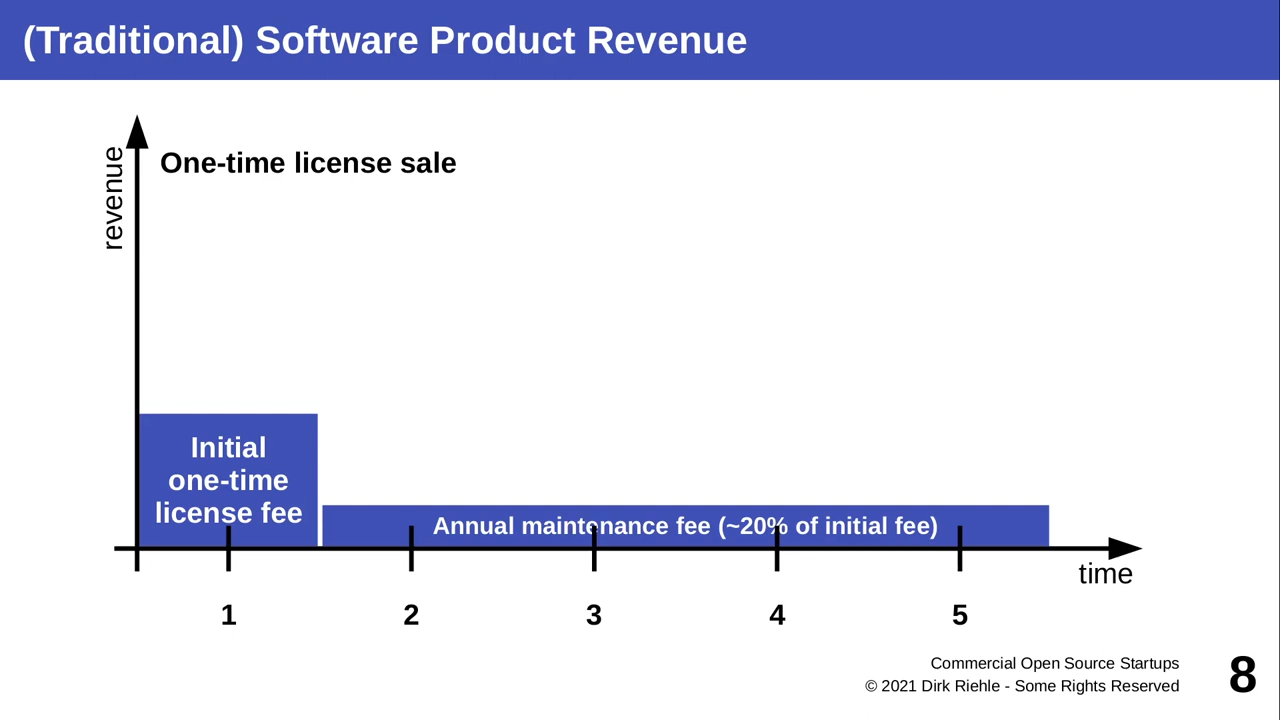 (Traditional) Software Product Revenue
revenue
One-time license sale
Initial
one-time
license fee
Annual maintenance fee (~20% of initial fee)
time
1 2 3 4 5
Commercial Open Source Startups
© 2021 Dirk Riehle - Some Rights Reserved
8